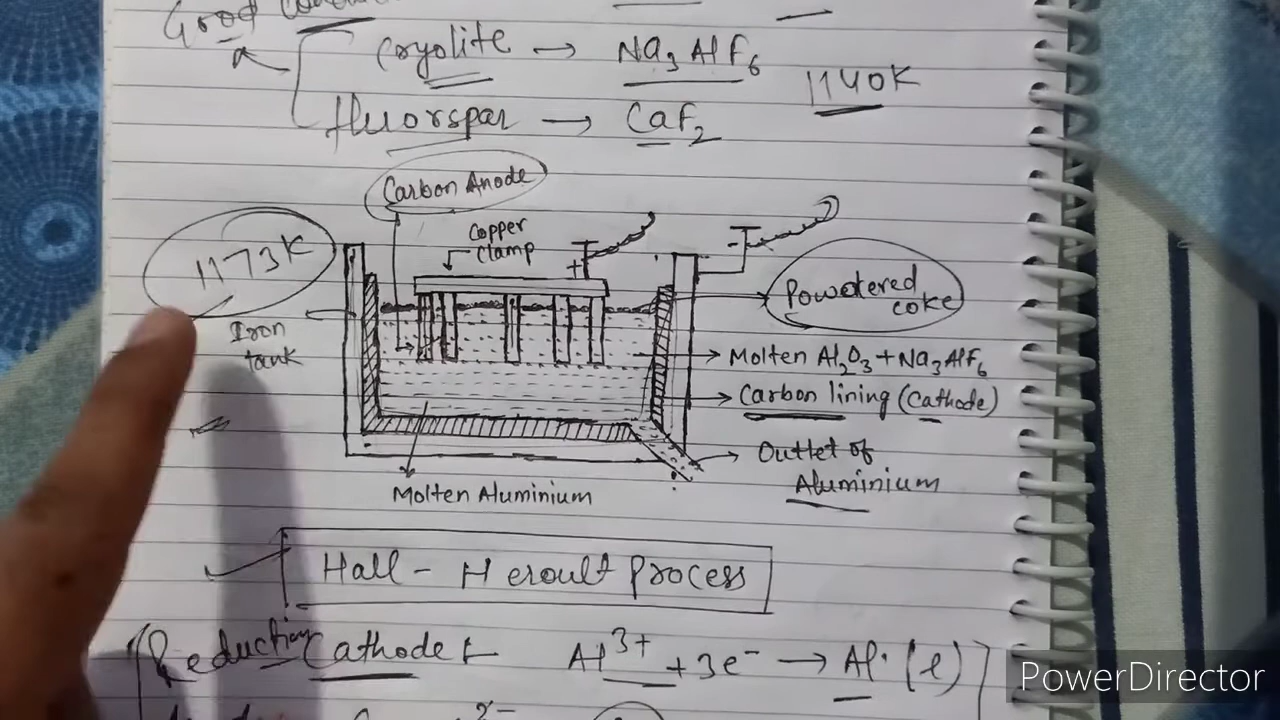 Good
Cryolite → Na₃AlF₆
1140K
fluorspar → CaF₂
Carbon Anode
Copper clamp
+
-
1173K
Powdered coke
Iron tank
Molten Al₂O₃ + Na₃AlF₆
Carbon lining (Cathode)
Outlet of Aluminium
Molten Aluminium
Hall - Heroult Process
Reduction Cathode Al³⁺ + 3e⁻ → Al (l)
PowerDirector